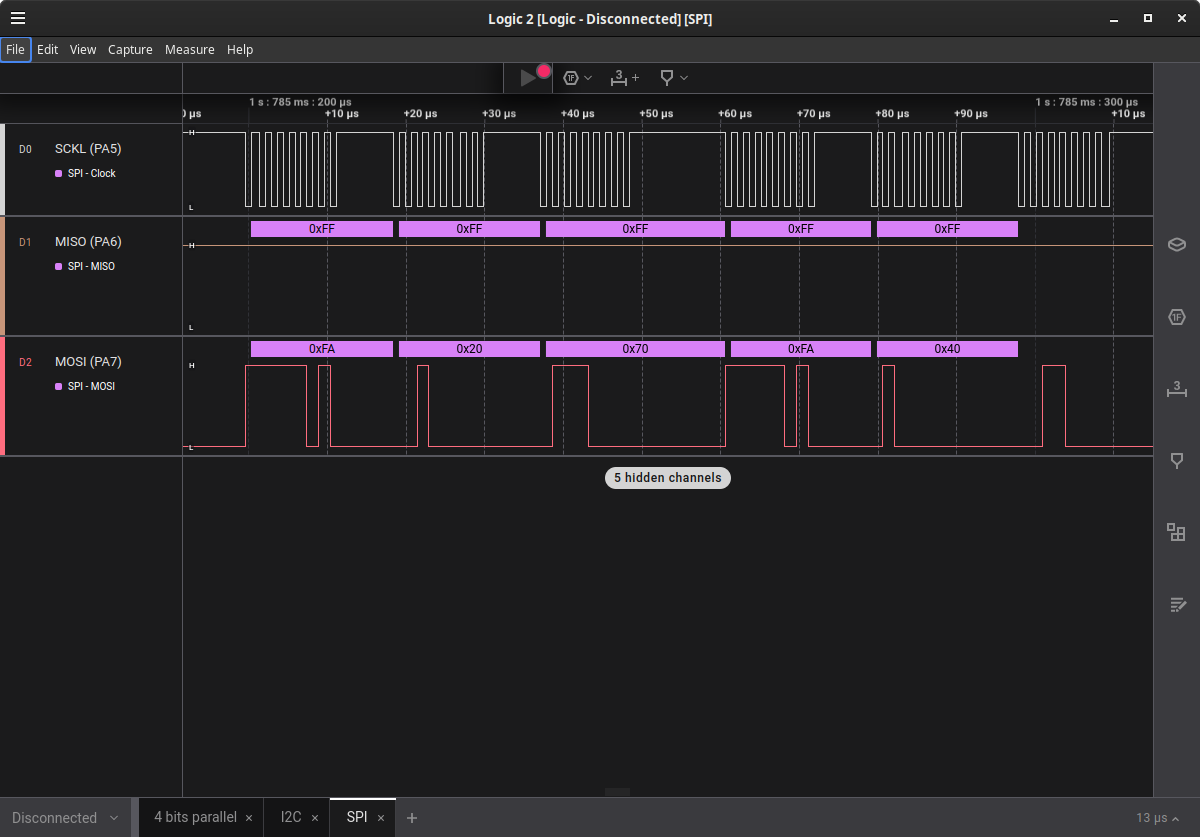 Logic 2 [Logic - Disconnected] [SPI]
File Edit View Capture Measure Help
1F 3 +
1 s : 785 ms : 200 µs 1 s : 785 ms : 300 µs
0 µs +10 µs +20 µs +30 µs +40 µs +50 µs +60 µs +70 µs +80 µs +90 µs +10 µs
D0 SCKL (PA5) H
SPI - Clock
L
0xFF 0xFF 0xFF 0xFF 0xFF
D1 MISO (PA6) H
SPI - MISO
L
0xFA 0x20 0x70 0xFA 0x40
D2 MOSI (PA7) H
SPI - MOSI
L
1F
3
5 hidden channels
Disconnected 4 bits parallel × I2C × SPI × + 13 µs